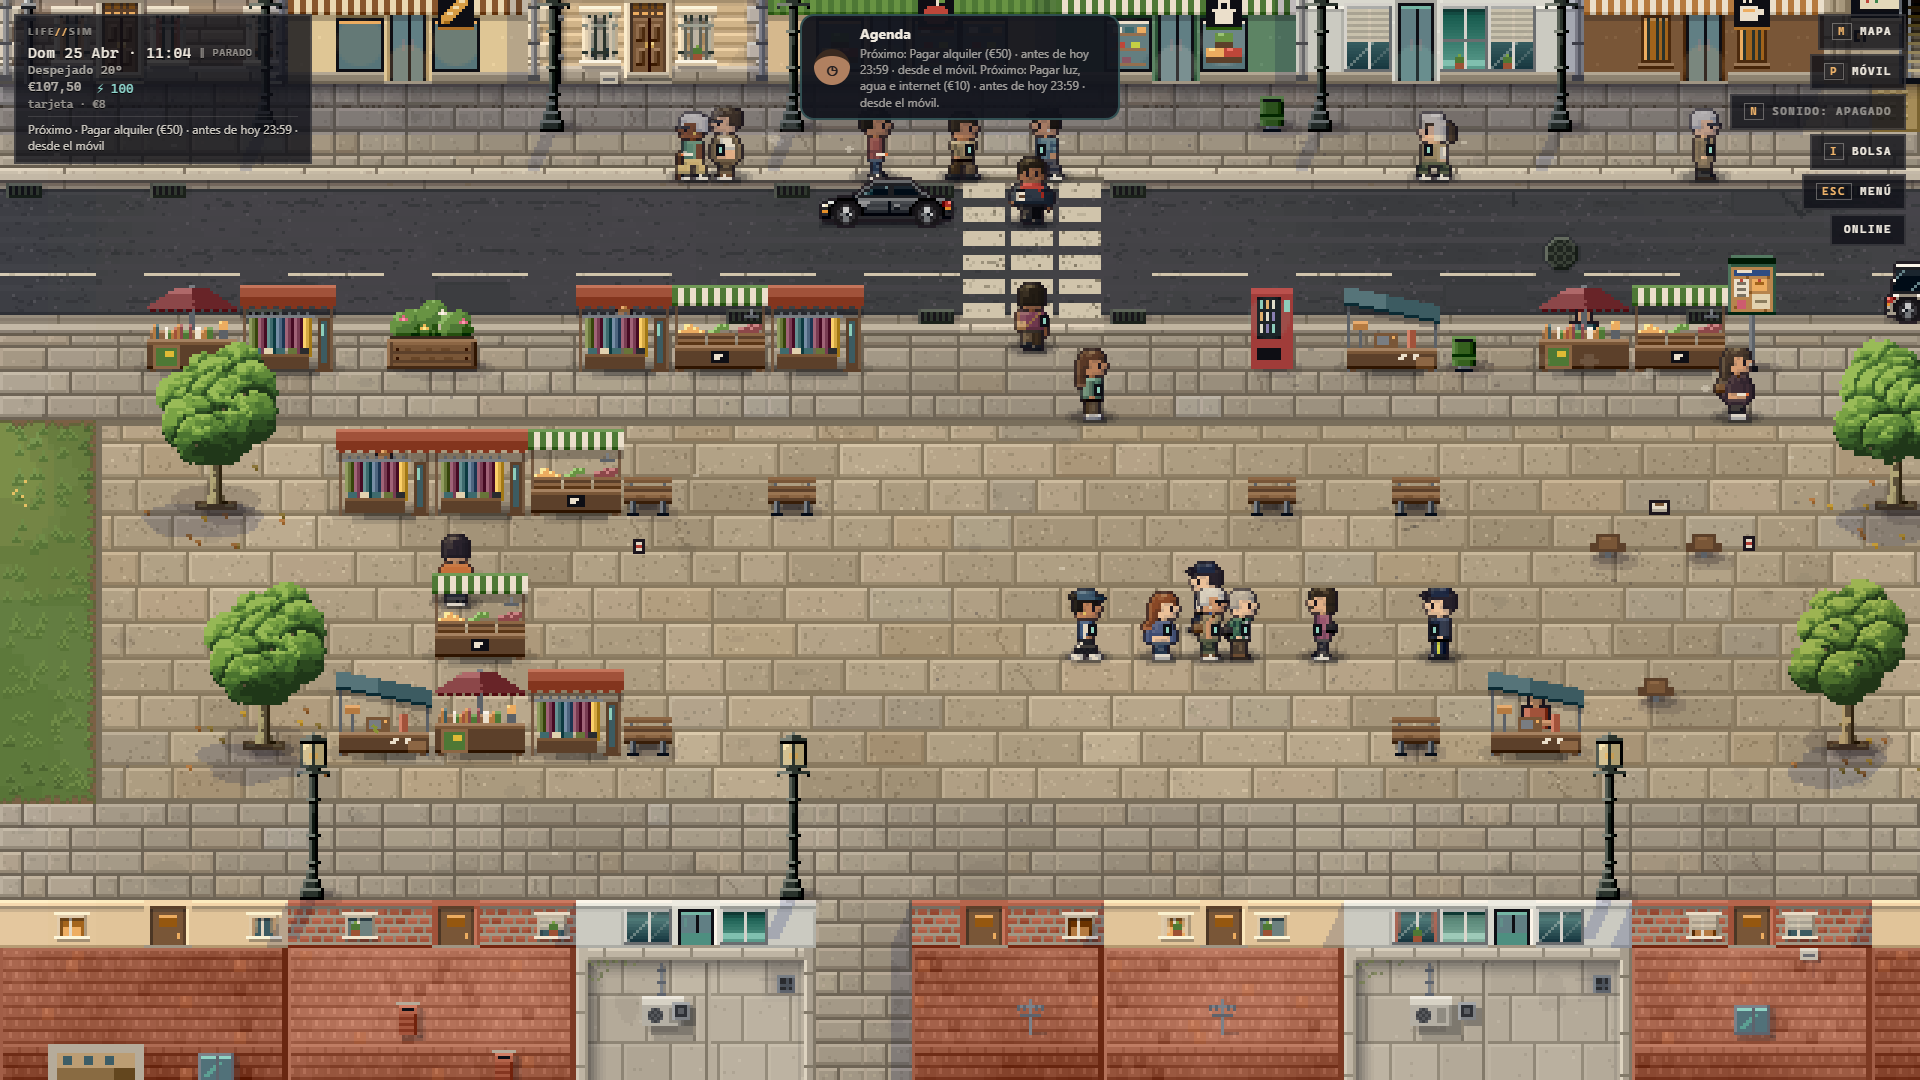 LIFE//SIM
Dom 25 Abr · 11:04 ‖ PARADO
Despejado 20°
€107,50 ⚡ 100
tarjeta · €8
Próximo · Pagar alquiler (€50) · antes de hoy 23:59 ·
desde el móvil
Agenda
Próximo: Pagar alquiler (€50) · antes de hoy
23:59 · desde el móvil. Próximo: Pagar luz,
agua e internet (€10) · antes de hoy 23:59 ·
desde el móvil.
M MAPA
P MÓVIL
N SONIDO: APAGADO
I BOLSA
ESC MENÚ
ONLINE